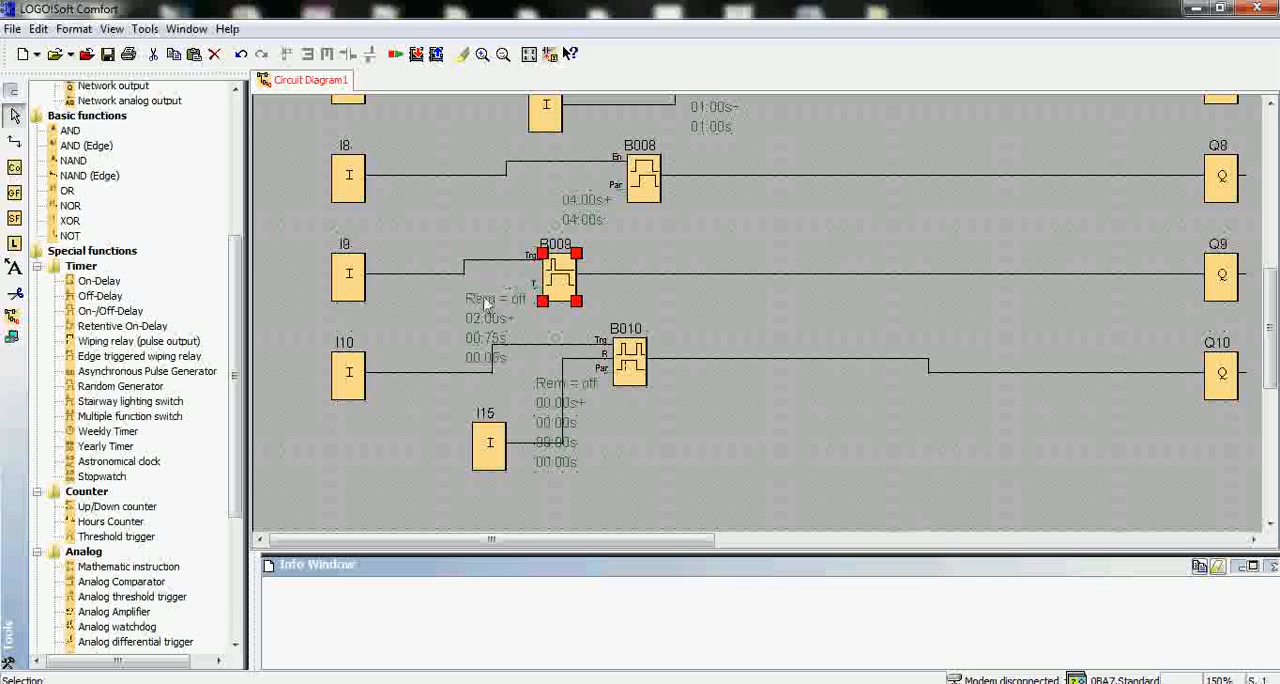 LOGO!Soft Comfort
File Edit Format View Tools Window Help
Circuit Diagram1
Network output
Network analog output
Basic functions
AND
AND (Edge)
NAND
NAND (Edge)
OR
NOR
XOR
NOT
Special functions
Timer
On-Delay
Off-Delay
On-/Off-Delay
Retentive On-Delay
Wiping relay (pulse output)
Edge triggered wiping relay
Asynchronous Pulse Generator
Random Generator
Stairway lighting switch
Multiple function switch
Weekly Timer
Yearly Timer
Astronomical clock
Stopwatch
Counter
Up/Down counter
Hours Counter
Threshold trigger
Analog
Mathematic instruction
Analog Comparator
Analog threshold trigger
Analog Amplifier
Analog watchdog
Analog differential trigger
Co
GF
SF
L
A
Tools
I
01:00s+
01:00s
I8
I
B008
En
Par
04:00s+
04:00s
Q8
Q
I9
I
B009
Trg
T
Rem = off
02:00s+
00:75s
00:06s
Q9
Q
I10
I
B010
Trg
R
Par
Rem = off
00:00s+
00:00s
00:00s
00:00s
Q10
Q
I15
I
Info Window
Selection
Modem disconnected
0BA7.Standard
150%
S. 1